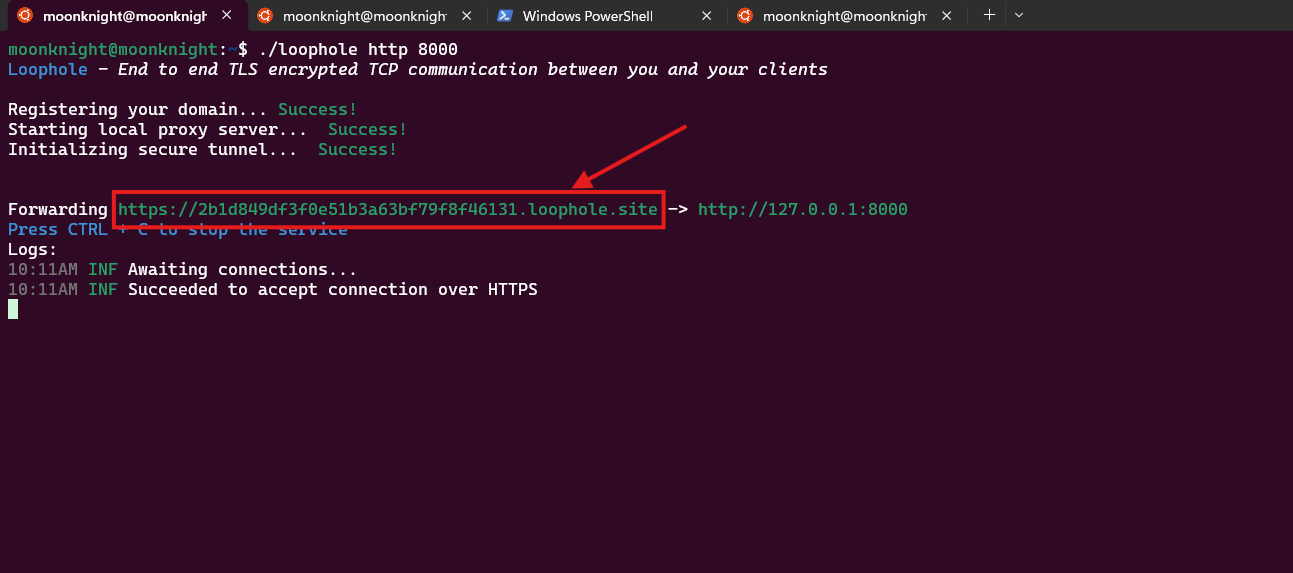 moonknight@moonknigh
moonknight@moonknigh
Windows PowerShell
moonknight@moonknigh
moonknight@moonknight:~$ ./loophole http 8000
Loophole - End to end TLS encrypted TCP communication between you and your clients
Registering your domain... Success!
Starting local proxy server... Success!
Initializing secure tunnel... Success!
Forwarding https://2b1d849df3f0e51b3a63bf79f8f46131.loophole.site -> http://127.0.0.1:8000
Press CTRL + C to stop the service
Logs:
10:11AM INF Awaiting connections...
10:11AM INF Succeeded to accept connection over HTTPS